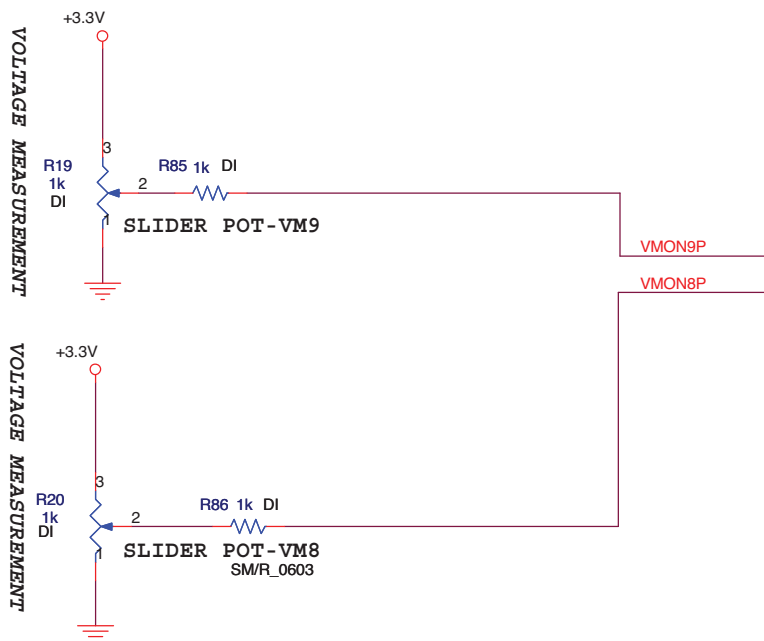 +3.3V
VOLTAGE MEASUREMENT
3
R19
1k
DI
2
R85 1k DI
1
SLIDER POT-VM9
VMON9P
VMON8P
+3.3V
VOLTAGE MEASUREMENT
3
R20
1k
DI
2
R86 1k DI
1
SLIDER POT-VM8
SM/R_0603